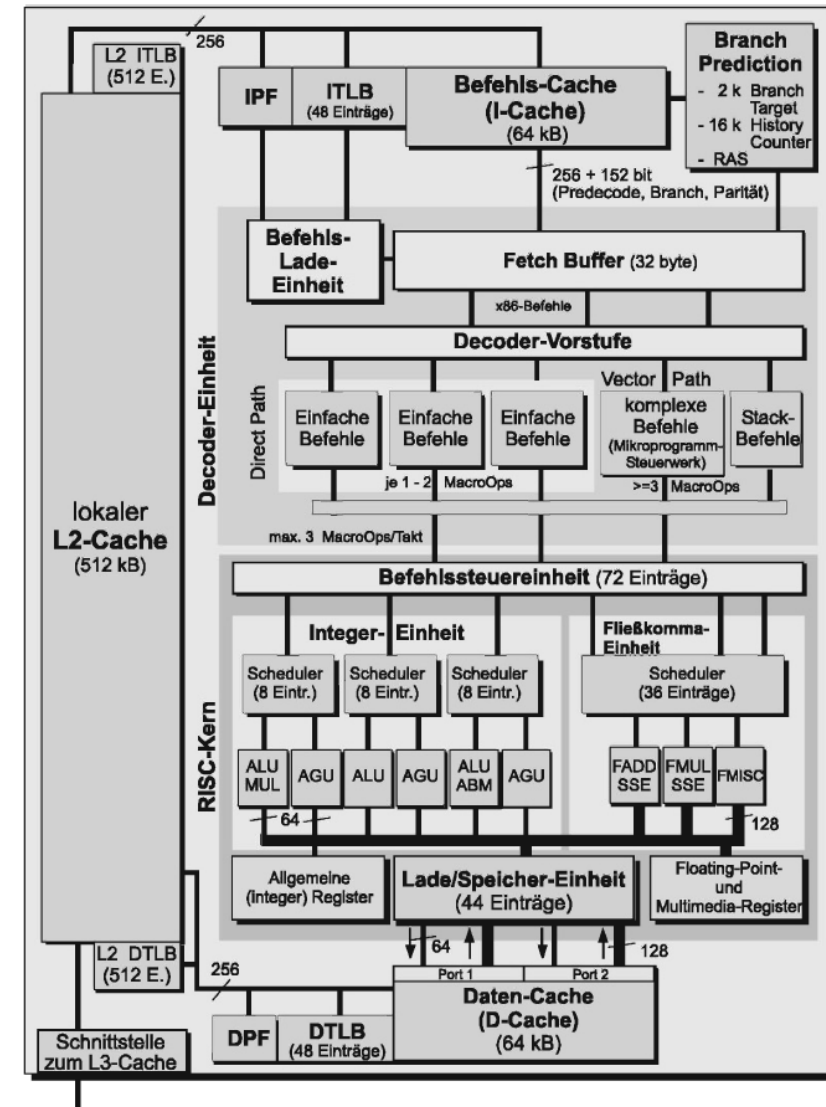 L2 ITLB
(512 E.)
256
IPF
ITLB
(48 Einträge)
Befehls-Cache
(I-Cache)
(64 kB)
Branch
Prediction
- 2 k Branch
Target
- 16 k History
Counter
- RAS
256 + 152 bit
(Predecode, Branch, Parität)
Befehls-
Lade-
Einheit
Fetch Buffer (32 byte)
x86-Befehle
Decoder-Vorstufe
Decoder-Einheit
Direct Path
Einfache
Befehle
Einfache
Befehle
Einfache
Befehle
Vector Path
komplexe
Befehle
(Mikroprogramm-
Steuerwerk)
Stack-
Befehle
je 1 - 2 MacroOps
>=3 MacroOps
max. 3 MacroOps/Takt
lokaler
L2-Cache
(512 kB)
Befehlssteuereinheit (72 Einträge)
RISC-Kern
Integer- Einheit
Fließkomma-
Einheit
Scheduler
(8 Eintr.)
Scheduler
(8 Eintr.)
Scheduler
(8 Eintr.)
Scheduler
(36 Einträge)
ALU
MUL
AGU
ALU
AGU
ALU
ABM
AGU
FADD
SSE
FMUL
SSE
FMISC
64
128
Allgemeine
(integer) Register
Lade/Speicher-Einheit
(44 Einträge)
Floating-Point-
und
Multimedia-Register
64
128
L2 DTLB
(512 E.)
256
Port 1
Port 2
Daten-Cache
(D-Cache)
(64 kB)
DPF
DTLB
(48 Einträge)
Schnittstelle
zum L3-Cache